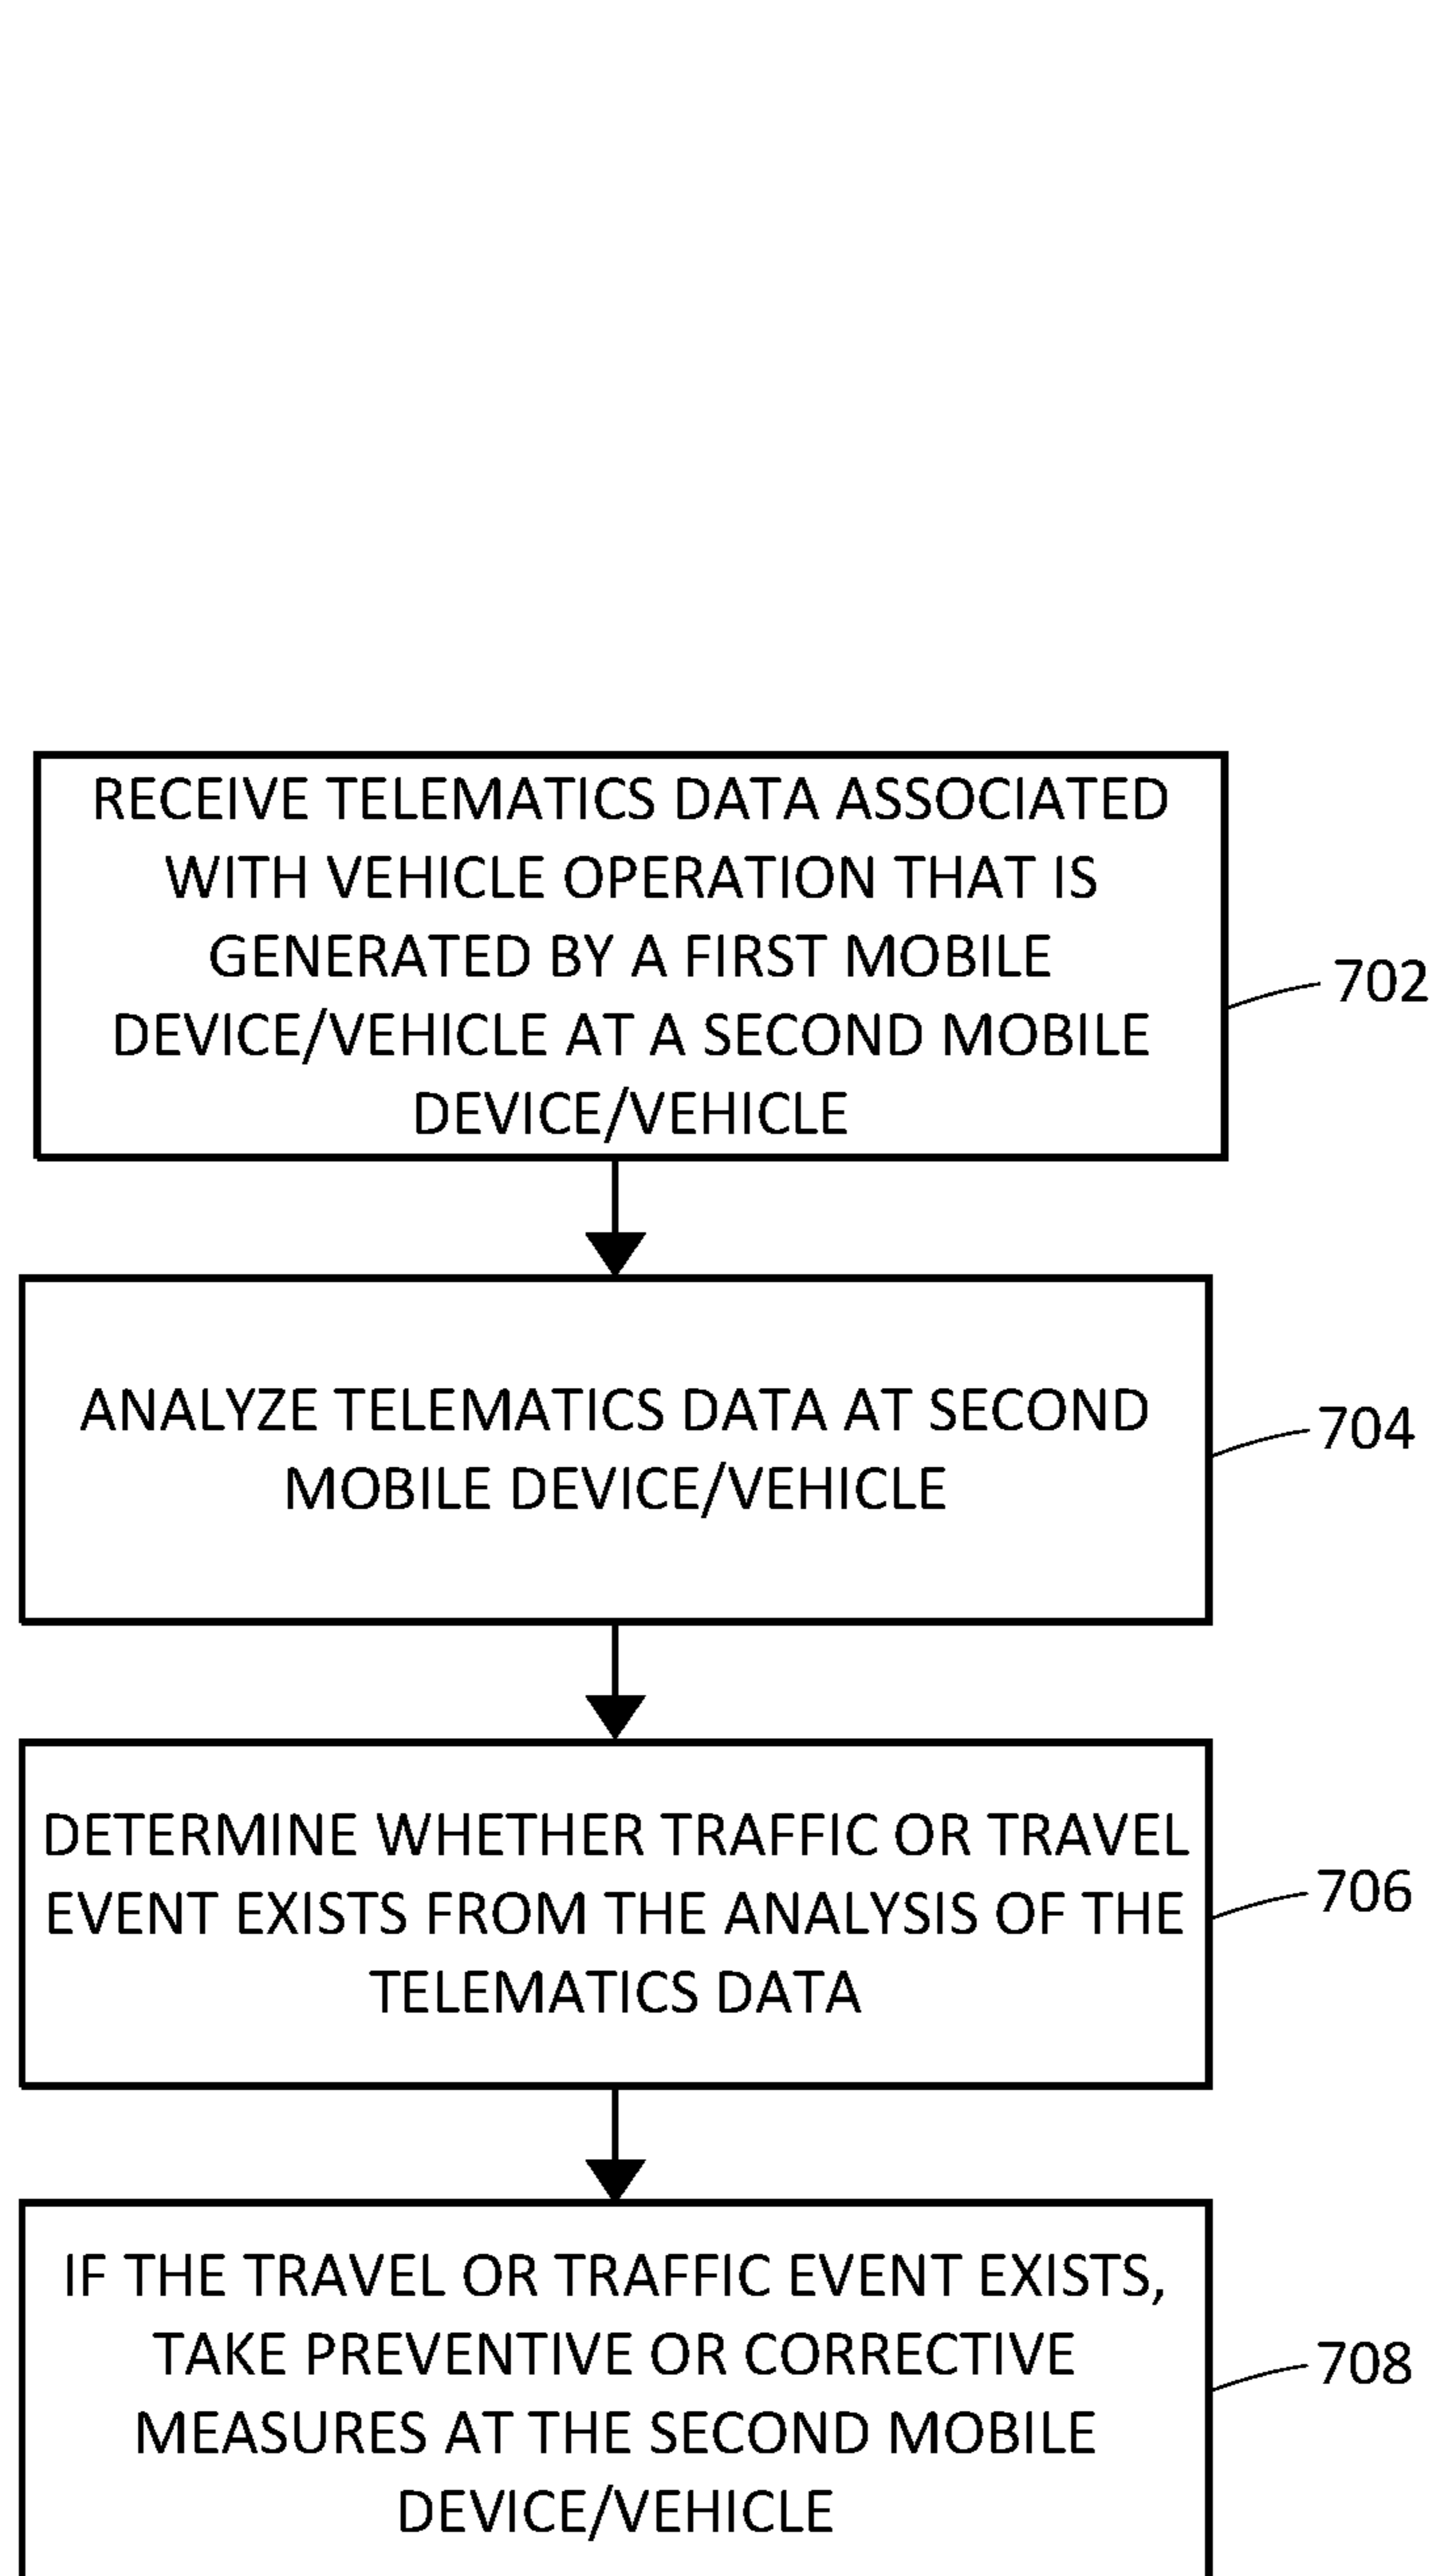 RECEIVE TELEMATICS DATA ASSOCIATED
WITH VEHICLE OPERATION THAT IS
GENERATED BY A FIRST MOBILE
DEVICE/VEHICLE AT A SECOND MOBILE
DEVICE/VEHICLE
702
ANALYZE TELEMATICS DATA AT SECOND
MOBILE DEVICE/VEHICLE
704
DETERMINE WHETHER TRAFFIC OR TRAVEL
EVENT EXISTS FROM THE ANALYSIS OF THE
TELEMATICS DATA
706
IF THE TRAVEL OR TRAFFIC EVENT EXISTS,
TAKE PREVENTIVE OR CORRECTIVE
MEASURES AT THE SECOND MOBILE
DEVICE/VEHICLE
708